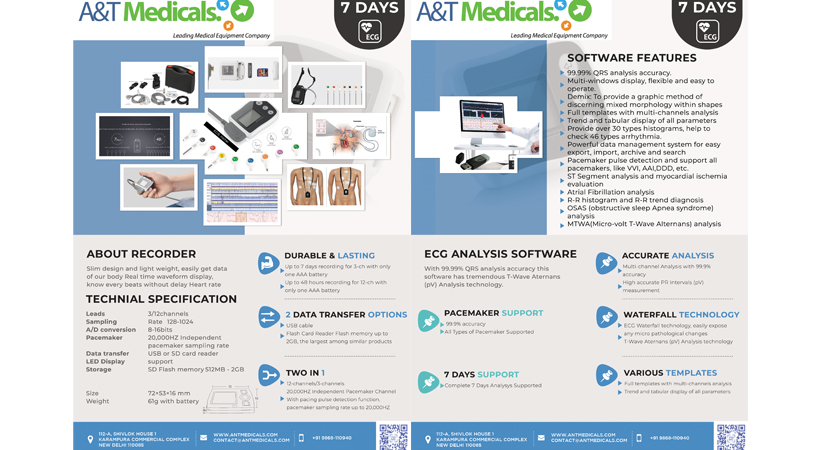 A&T Medicals.
Leading Medical Equipment Company
7 DAYS
ECG
ABOUT RECORDER
Slim design and light weight, easily get data
of our body Real time waveform display,
know every beats without delay Heart rate
TECHNIAL SPECIFICATION
Leads 3/12channels
Sampling Rate 128-1024
A/D conversion 8-16bits
Pacemaker 20,000HZ Independent
pacemaker sampling rate
Data transfer USB or SD card reader
LED Display support
Storage SD Flash memory 512MB - 2GB
Size 72×53×16 mm
Weight 61g with battery
DURABLE & LASTING
Up to 7 days recording for 3-ch with only
one AAA battery
Up to 48 hours recording for 12-ch with
only one AAA battery.
2 DATA TRANSFER OPTIONS
USB cable
Flash Card Reader Flash memory up to
2GB, the largest among similar products
TWO IN 1
12-channels/3-channels
20,000HZ Independent Pacemaker Channel
With pacing pulse detection function,
pacemaker sampling rate up to 20,000HZ
112-A, SHIVLOK HOUSE 1
KARAMPURA COMMERCIAL COMPLEX
NEW DELHI 110065
WWW.ANTMEDICALS.COM
CONTACT@ANTMEDICALS.COM
+91 9968-110940
A&T Medicals.
Leading Medical Equipment Company
7 DAYS
ECG
SOFTWARE FEATURES
99.99% QRS analysis accuracy.
Multi-windows display, flexible and easy to
operate.
Demix: To provide a graphic method of
discerning mixed morphology within shapes
Full templates with multi-channels analysis
Trend and tabular display of all parameters
Provide over 30 types histograms, help to
check 46 types arrhythmia.
Powerful data management system for easy
export, import, archive and search
Pacemaker pulse detection and support all
pacemakers, like VVI, AAI,DDD, etc.
ST Segment analysis and myocardial ischemia
evaluation
Atrial Fibrillation analysis
R-R histogram and R-R trend diagnosis
OSAS (obstructive sleep Apnea syndrome)
analysis
MTWA(Micro-volt T-Wave Alternans) analysis
ECG ANALYSIS SOFTWARE
With 99.99% QRS analysis accuracy this
software has tremendous T-Wave Aternans
(pV) Analysis technology.
PACEMAKER SUPPORT
99.9% accuracy
All Types of Pacemaker Supported
7 DAYS SUPPORT
Complete 7 Days Analysys Supported
ACCURATE ANALYSIS
Multi-channel Analysis with 99.9%
accuracy
High accurate PR Intervals (pV)
measurement.
WATERFALL TECHNOLOGY
ECG Waterfall technology, easily expose
any micro pathological changes
T-Wave Alternans (pV) Analysis technology
VARIOUS TEMPLATES
Full templates with multi-channels analysis
Trend and tabular display of all parameters.
112-A, SHIVLOK HOUSE 1
KARAMPURA COMMERCIAL COMPLEX
NEW DELHI 110065
WWW.ANTMEDICALS.COM
CONTACT@ANTMEDICALS.COM
+91 9968-110940